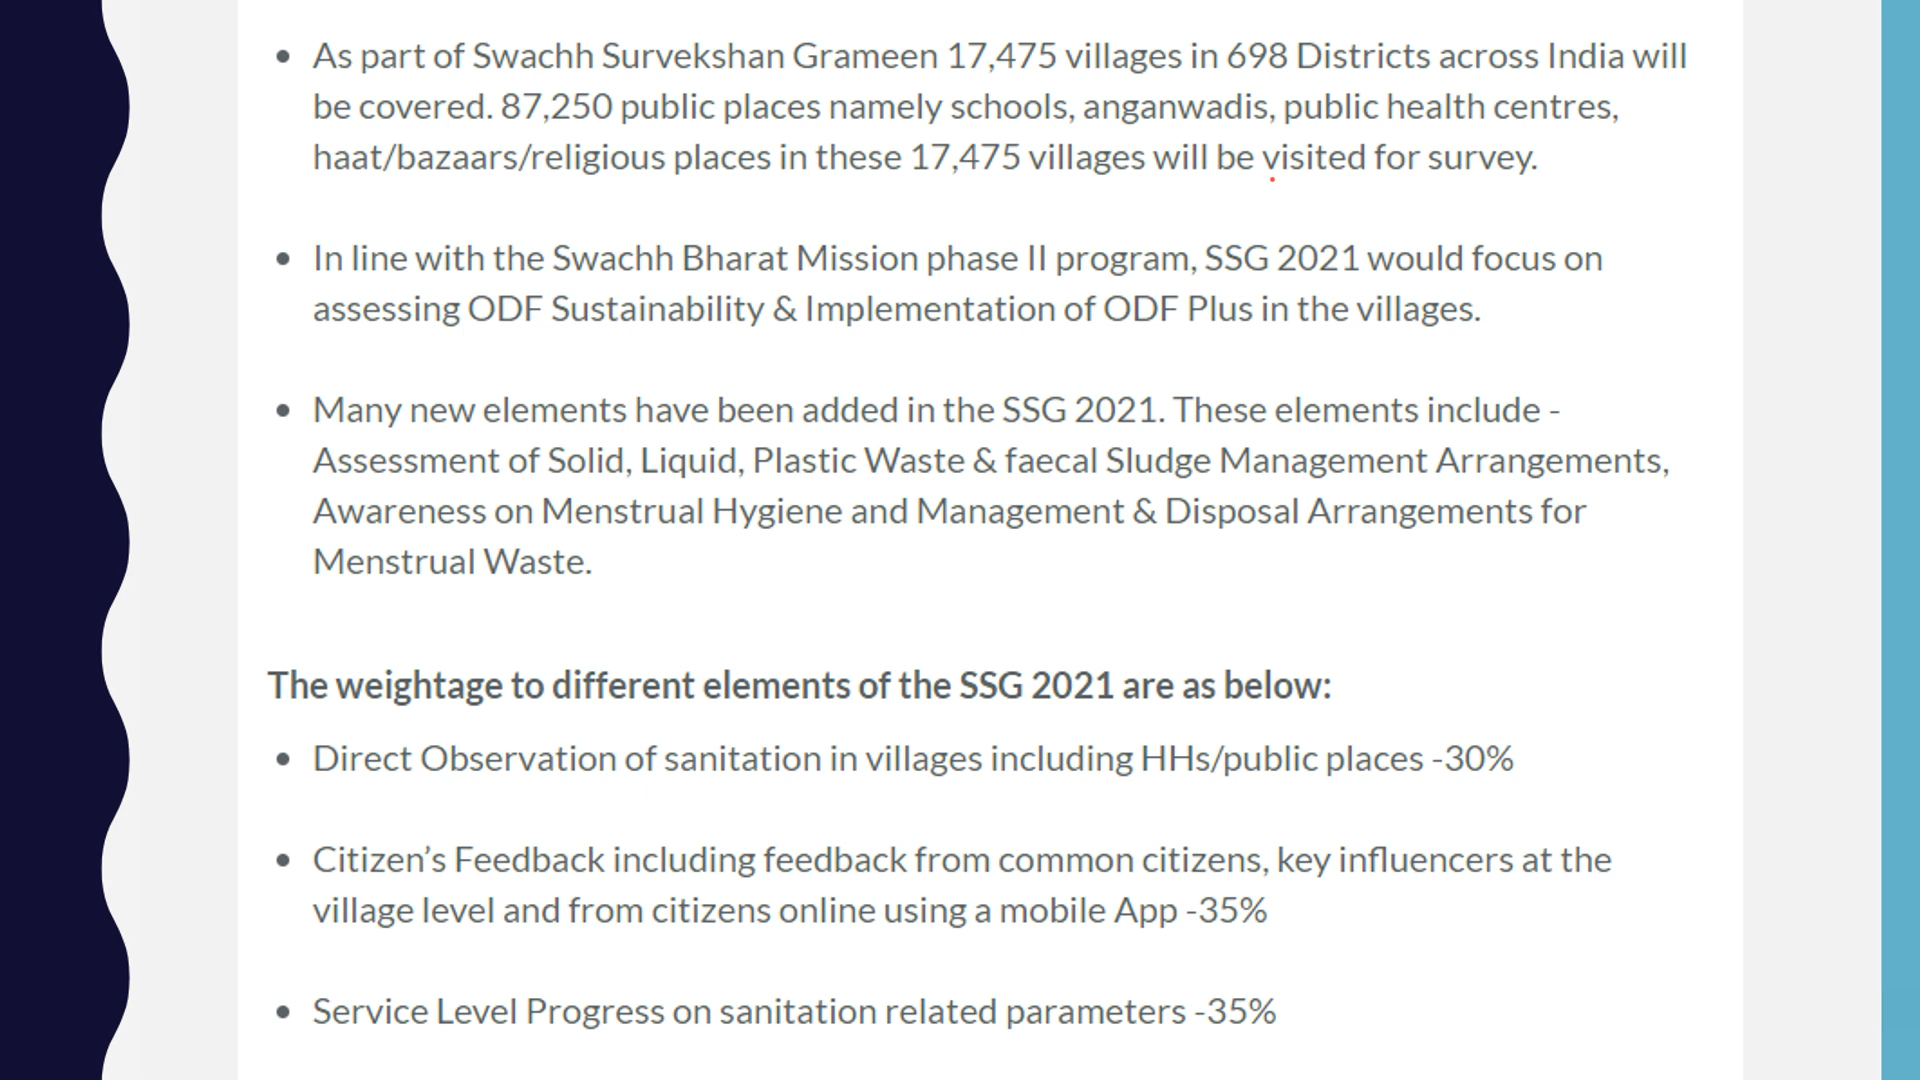 • As part of Swachh Survekshan Grameen 17,475 villages in 698 Districts across India will
be covered. 87,250 public places namely schools, anganwadis, public health centres,
haat/bazaars/religious places in these 17,475 villages will be visited for survey.
• In line with the Swachh Bharat Mission phase II program, SSG 2021 would focus on
assessing ODF Sustainability & Implementation of ODF Plus in the villages.
• Many new elements have been added in the SSG 2021. These elements include -
Assessment of Solid, Liquid, Plastic Waste & faecal Sludge Management Arrangements,
Awareness on Menstrual Hygiene and Management & Disposal Arrangements for
Menstrual Waste.
The weightage to different elements of the SSG 2021 are as below:
• Direct Observation of sanitation in villages including HHs/public places -30%
• Citizen’s Feedback including feedback from common citizens, key influencers at the
village level and from citizens online using a mobile App -35%
• Service Level Progress on sanitation related parameters -35%